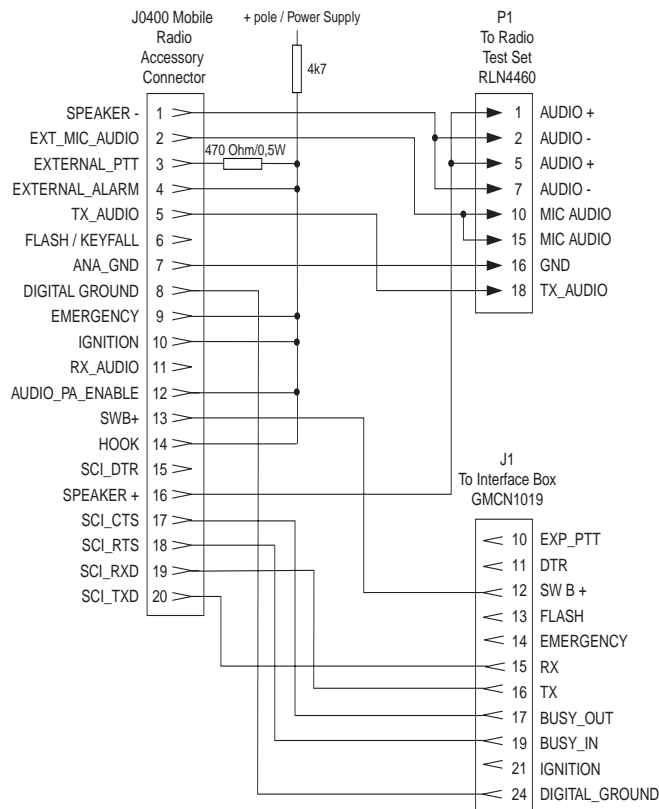 J0400 Mobile
Radio
Accessory
Connector
+ pole / Power Supply
4k7
P1
To Radio
Test Set
RLN4460
SPEAKER - 1
EXT_MIC_AUDIO 2
EXTERNAL_PTT 3
470 Ohm/0,5W
EXTERNAL_ALARM 4
TX_AUDIO 5
FLASH / KEYFALL 6
ANA_GND 7
DIGITAL GROUND 8
EMERGENCY 9
IGNITION 10
RX_AUDIO 11
AUDIO_PA_ENABLE 12
SWB+ 13
HOOK 14
SCI_DTR 15
SPEAKER + 16
SCI_CTS 17
SCI_RTS 18
SCI_RXD 19
SCI_TXD 20
1 AUDIO +
2 AUDIO -
5 AUDIO +
7 AUDIO -
10 MIC AUDIO
15 MIC AUDIO
16 GND
18 TX_AUDIO
J1
To Interface Box
GMCN1019
10 EXP_PTT
11 DTR
12 SW B +
13 FLASH
14 EMERGENCY
15 RX
16 TX
17 BUSY_OUT
19 BUSY_IN
21 IGNITION
24 DIGITAL_GROUND